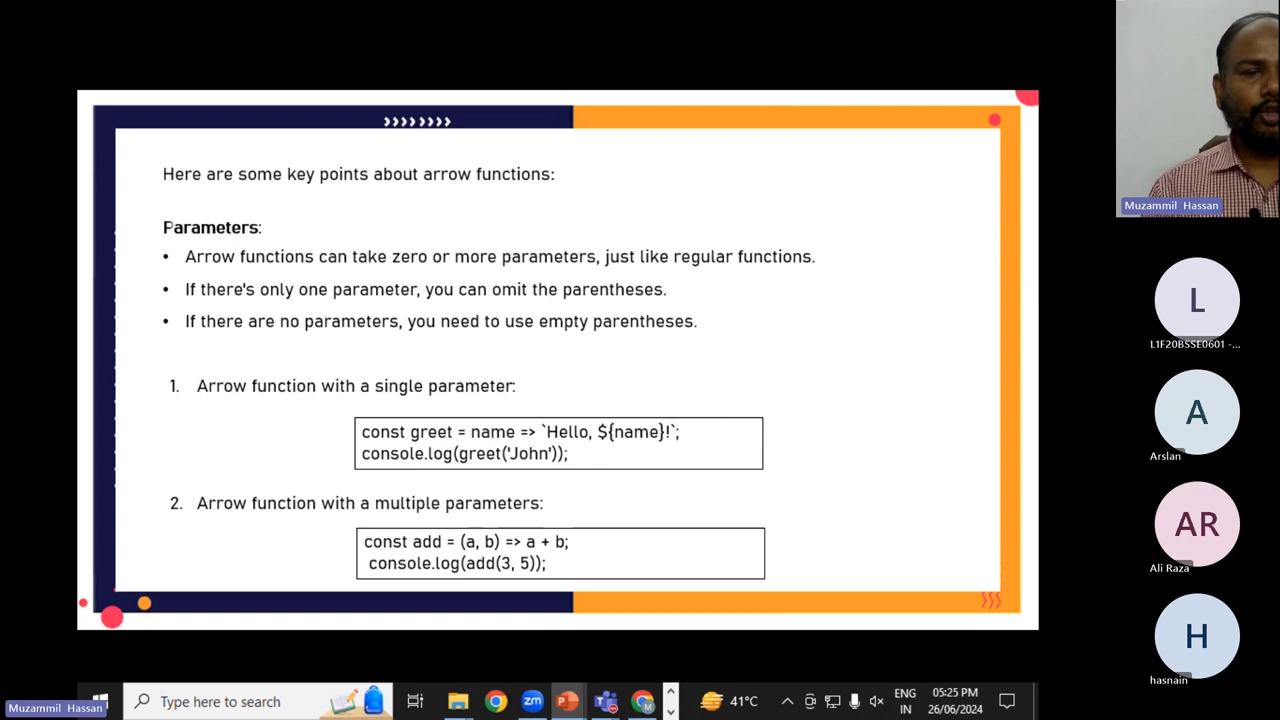 Here are some key points about arrow functions:
Parameters:
• Arrow functions can take zero or more parameters, just like regular functions.
• If there's only one parameter, you can omit the parentheses.
• If there are no parameters, you need to use empty parentheses.
1. Arrow function with a single parameter:
const greet = name => `Hello, ${name}!`;
console.log(greet('John'));
2. Arrow function with a multiple parameters:
const add = (a, b) => a + b;
console.log(add(3, 5));
Muzammil Hassan
L
L1F20BSSE0601 -...
A
Arslan
AR
Ali Raza
H
hasnain
Muzammil Hassan
Type here to search
zm
41°C
ENG
IN
05:25 PM
26/06/2024